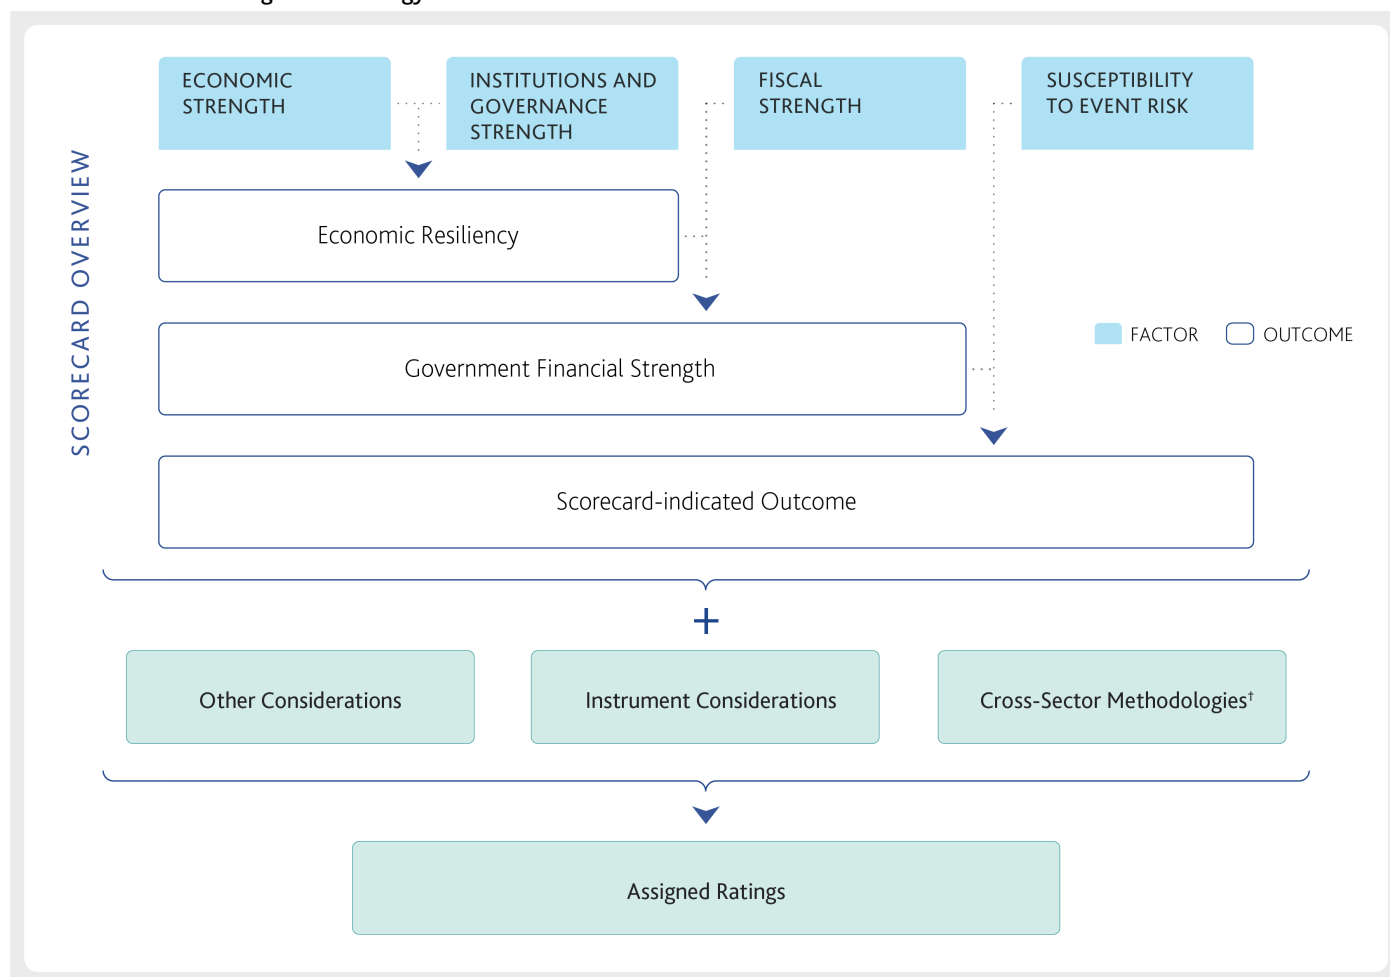 ECONOMIC
STRENGTH
INSTITUTIONS AND
GOVERNANCE
STRENGTH
FISCAL
STRENGTH
SUSCEPTIBILITY
TO EVENT RISK
SCORECARD OVERVIEW
Economic Resiliency
Government Financial Strength
FACTOR
OUTCOME
Scorecard-indicated Outcome
+
Other Considerations
Instrument Considerations
Cross-Sector Methodologies†
Assigned Ratings